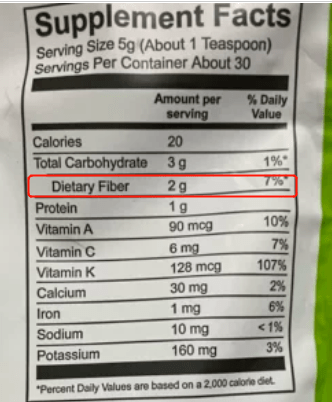 Supplement Facts
Serving Size 5g (About 1 Teaspoon)
Servings Per Container About 30
Amount per serving % Daily Value
Calories 20
Total Carbohydrate 3 g 1%*
Dietary Fiber 2 g 7%*
Protein 1 g
Vitamin A 90 mcg 10%
Vitamin C 6 mg 7%
Vitamin K 128 mcg 107%
Calcium 30 mg 2%
Iron 1 mg 6%
Sodium 10 mg <1%
Potassium 160 mg 3%
*Percent Daily Values are based on a 2,000 calorie diet.